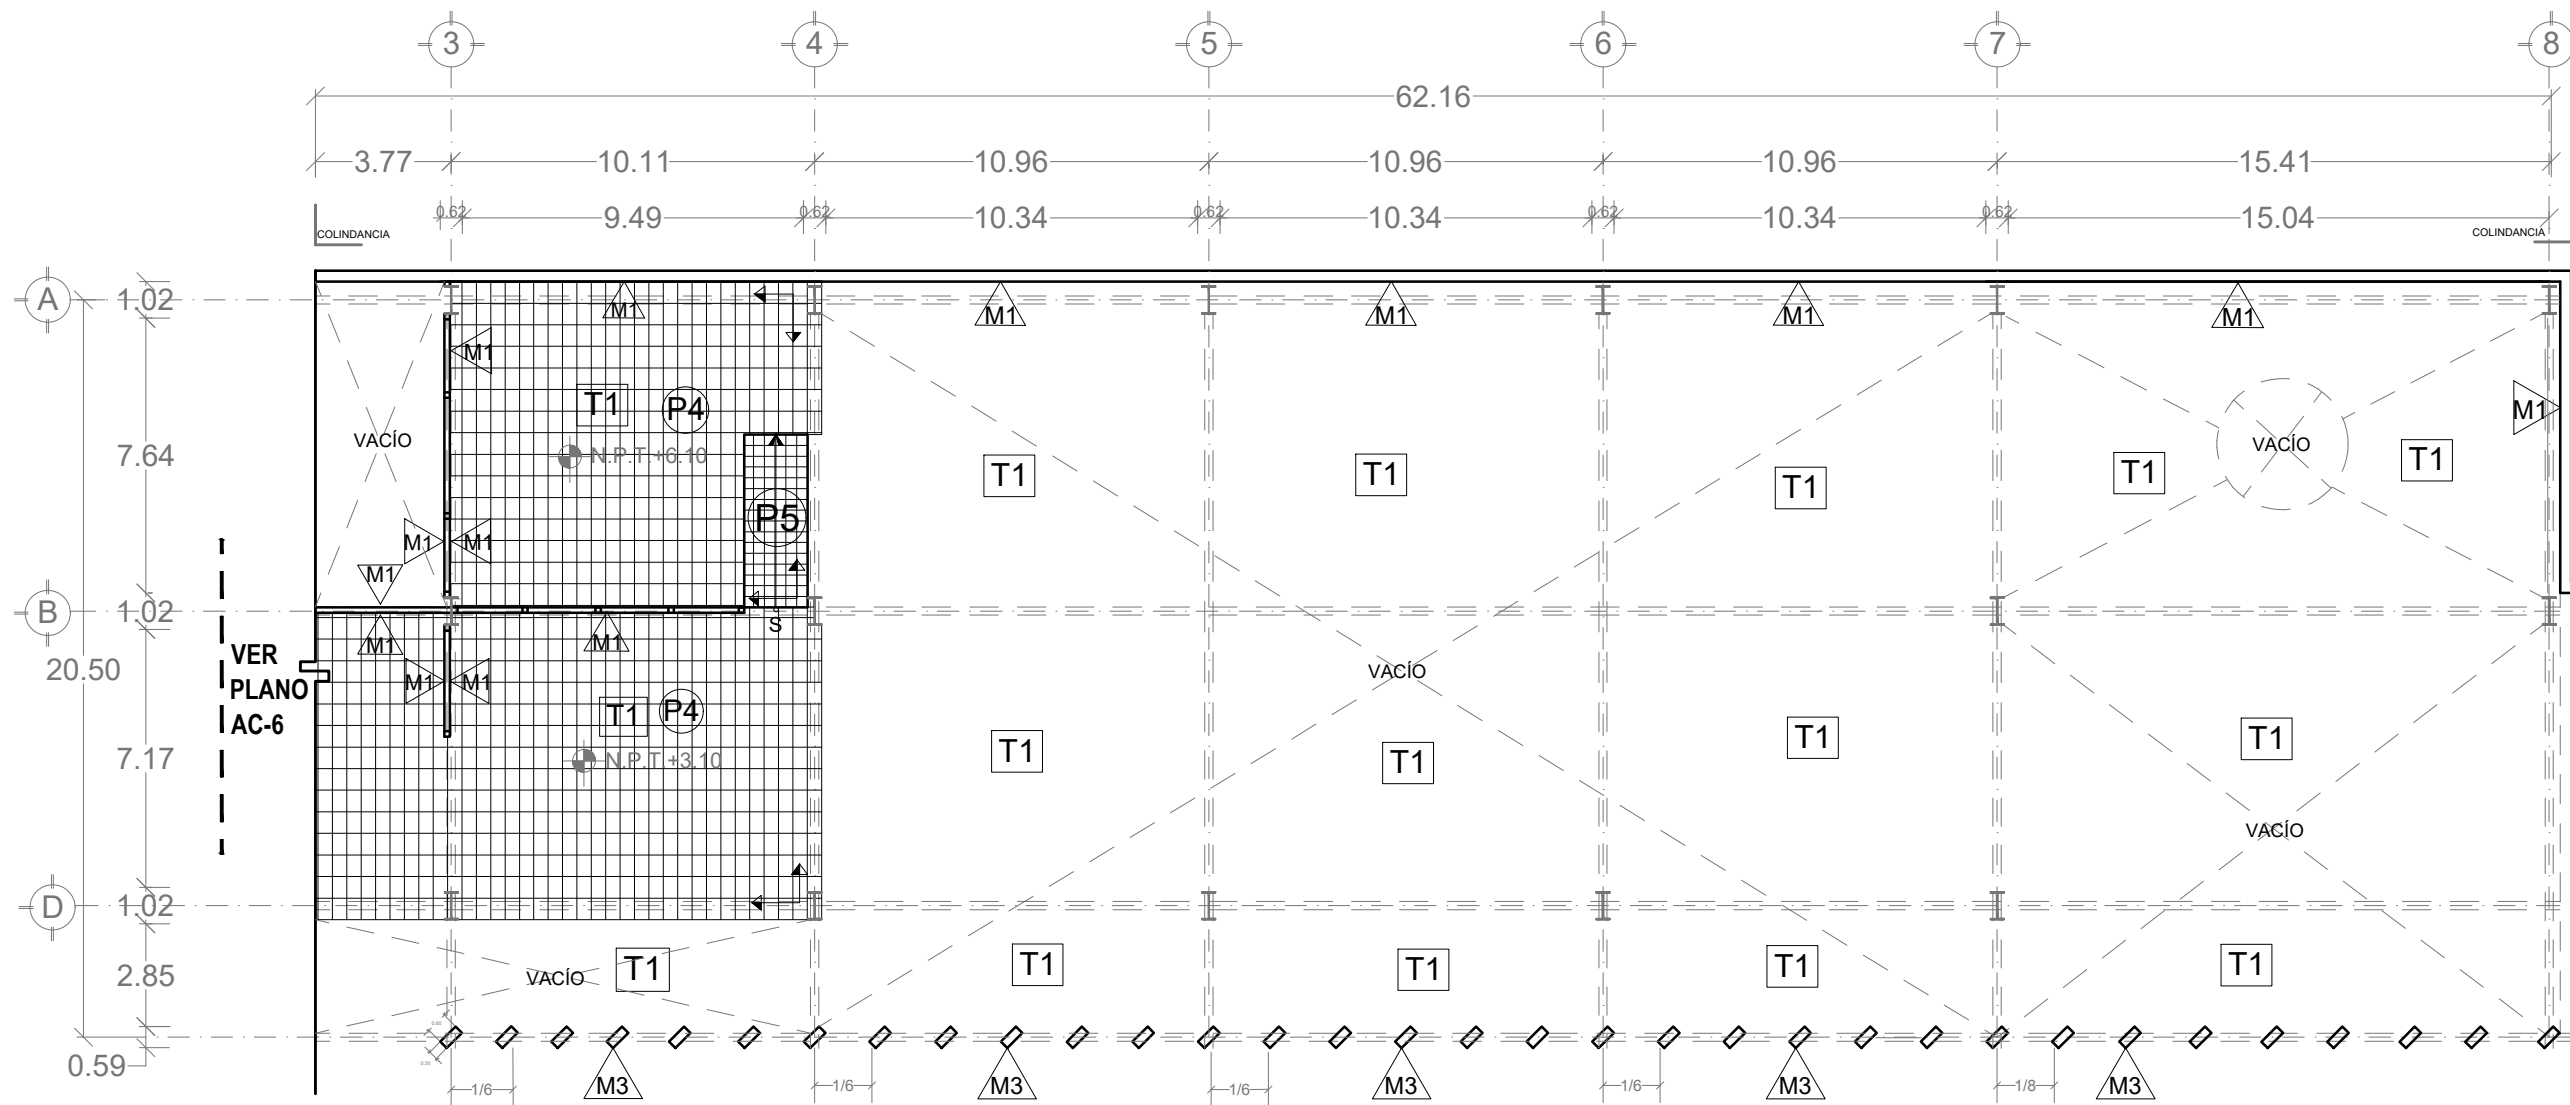 3 4 5 6 7 8
62.16
3.77 10.11 10.96 10.96 10.96 15.41
0.62 9.49 0.62 10.34 0.62 10.34 0.62 10.34 0.62 15.04
COLINDANCIA COLINDANCIA
A 1.02
M1 M1 M1 M1 M1
M1
T1 P4 M1
VACÍO VACÍO
7.64 N.P.T.+6.10 T1 T1 T1 T1 T1
P5
M1 M1
M1
B 1.02
S
M1 M1
VER
PLANO
AC-6
20.50
M1 M1
VACÍO
T1 P4
7.17 N.P.T.+3.10 T1 T1 T1 T1
VACÍO
D 1.02
2.85 VACÍO T1 T1 T1 T1 T1
0.60
0.30
0.59
1/6 M3 1/6 M3 1/6 M3 1/6 M3 1/8 M3